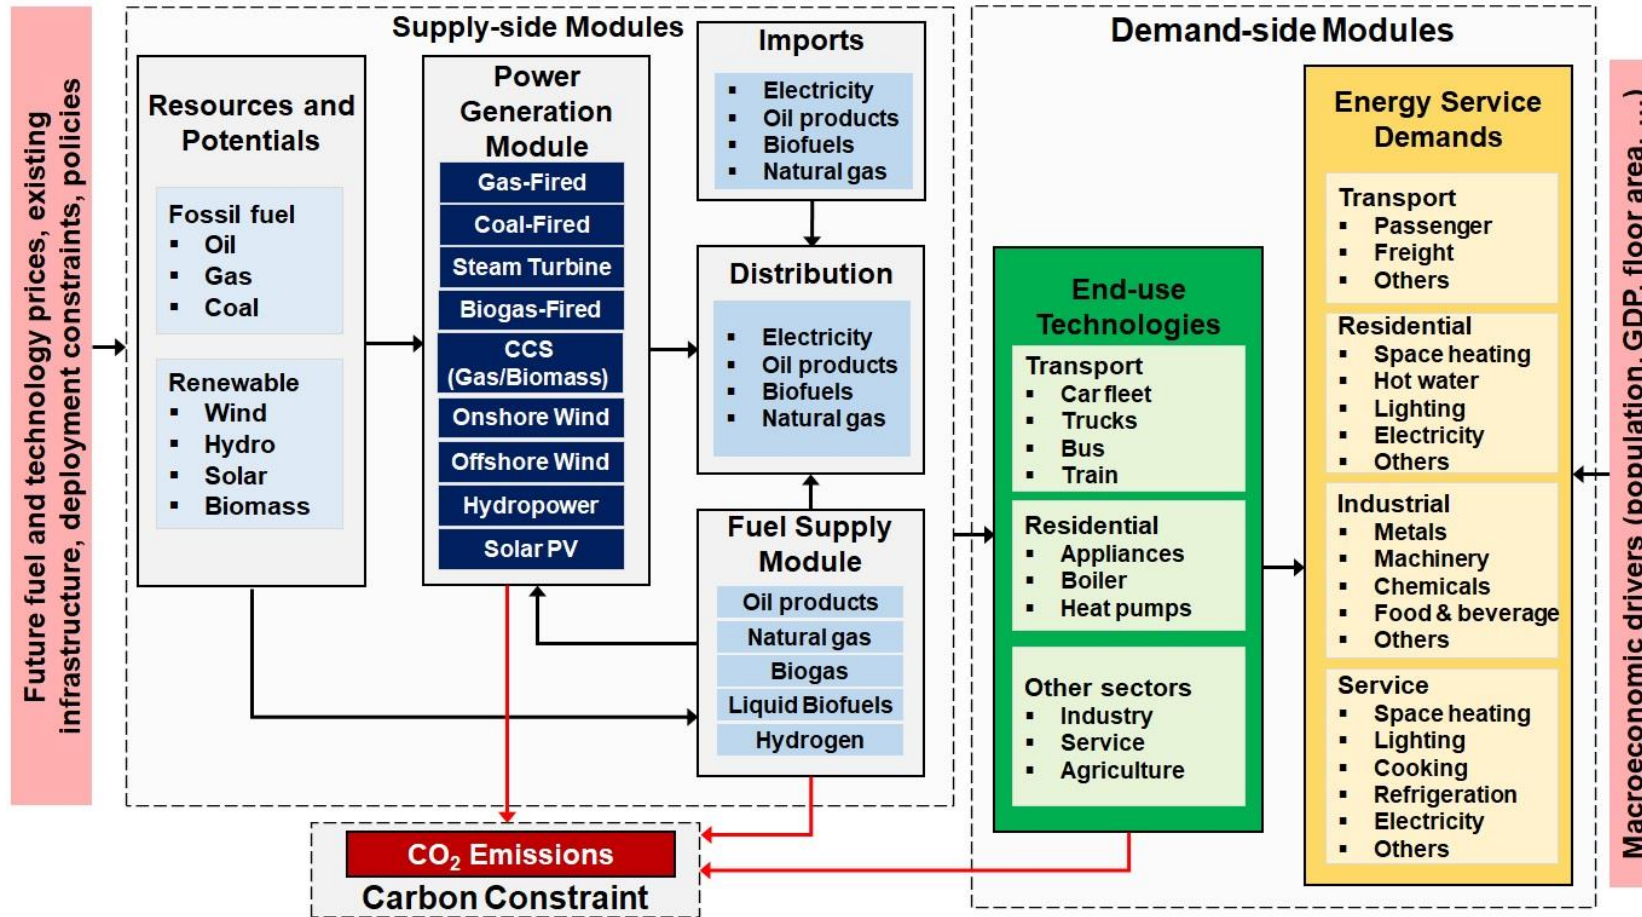 Future fuel and technology prices, existing
infrastructure, deployment constraints, policies
Supply-side Modules
Resources and
Potentials
Fossil fuel
▪ Oil
▪ Gas
▪ Coal
Renewable
▪ Wind
▪ Hydro
▪ Solar
▪ Biomass
Power
Generation
Module
Gas-Fired
Coal-Fired
Steam Turbine
Biogas-Fired
CCS
(Gas/Biomass)
Onshore Wind
Offshore Wind
Hydropower
Solar PV
Imports
▪ Electricity
▪ Oil products
▪ Biofuels
▪ Natural gas
Distribution
▪ Electricity
▪ Oil products
▪ Biofuels
▪ Natural gas
Fuel Supply
Module
Oil products
Natural gas
Biogas
Liquid Biofuels
Hydrogen
CO₂ Emissions
Carbon Constraint
Demand-side Modules
End-use
Technologies
Transport
▪ Car fleet
▪ Trucks
▪ Bus
▪ Train
Residential
▪ Appliances
▪ Boiler
▪ Heat pumps
Other sectors
▪ Industry
▪ Service
▪ Agriculture
Energy Service
Demands
Transport
▪ Passenger
▪ Freight
▪ Others
Residential
▪ Space heating
▪ Hot water
▪ Lighting
▪ Electricity
▪ Others
Industrial
▪ Metals
▪ Machinery
▪ Chemicals
▪ Food & beverage
▪ Others
Service
▪ Space heating
▪ Lighting
▪ Cooking
▪ Refrigeration
▪ Electricity
▪ Others
Macroeconomic drivers (population, GDP, floor area, ...)